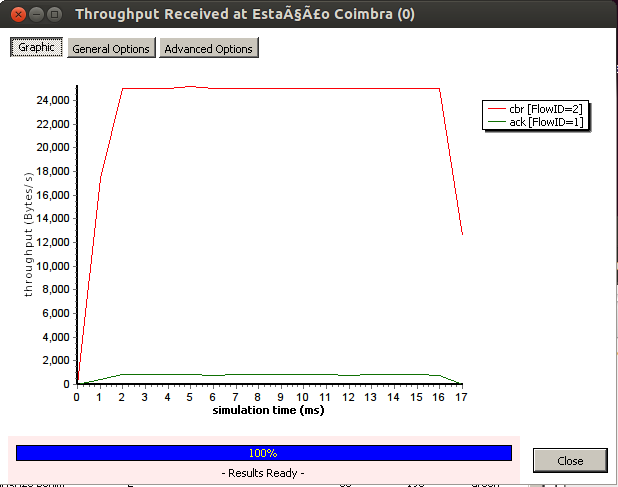 Throughput Received at EstaÃ§Ã£o Coimbra (0)
Graphic General Options Advanced Options
24,000
22,000
20,000
18,000
16,000
14,000
12,000
10,000
8,000
6,000
4,000
2,000
0
throughput (Bytes/s)
0 1 2 3 4 5 6 7 8 9 10 11 12 13 14 15 16 17
simulation time (ms)
cbr [FlowID=2]
ack [FlowID=1]
100%
- Results Ready -
Close